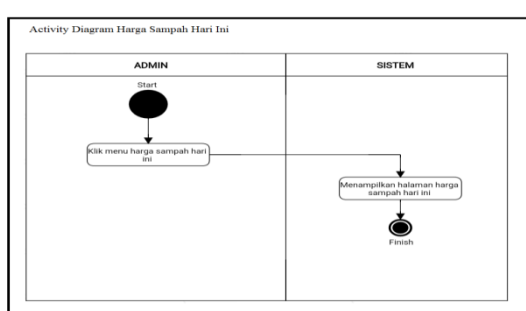 Activity Diagram Harga Sampah Hari Ini
ADMIN
SISTEM
Start
Klik menu harga sampah hari
ini
Menampilkan halaman harga
sampah hari ini
Finish